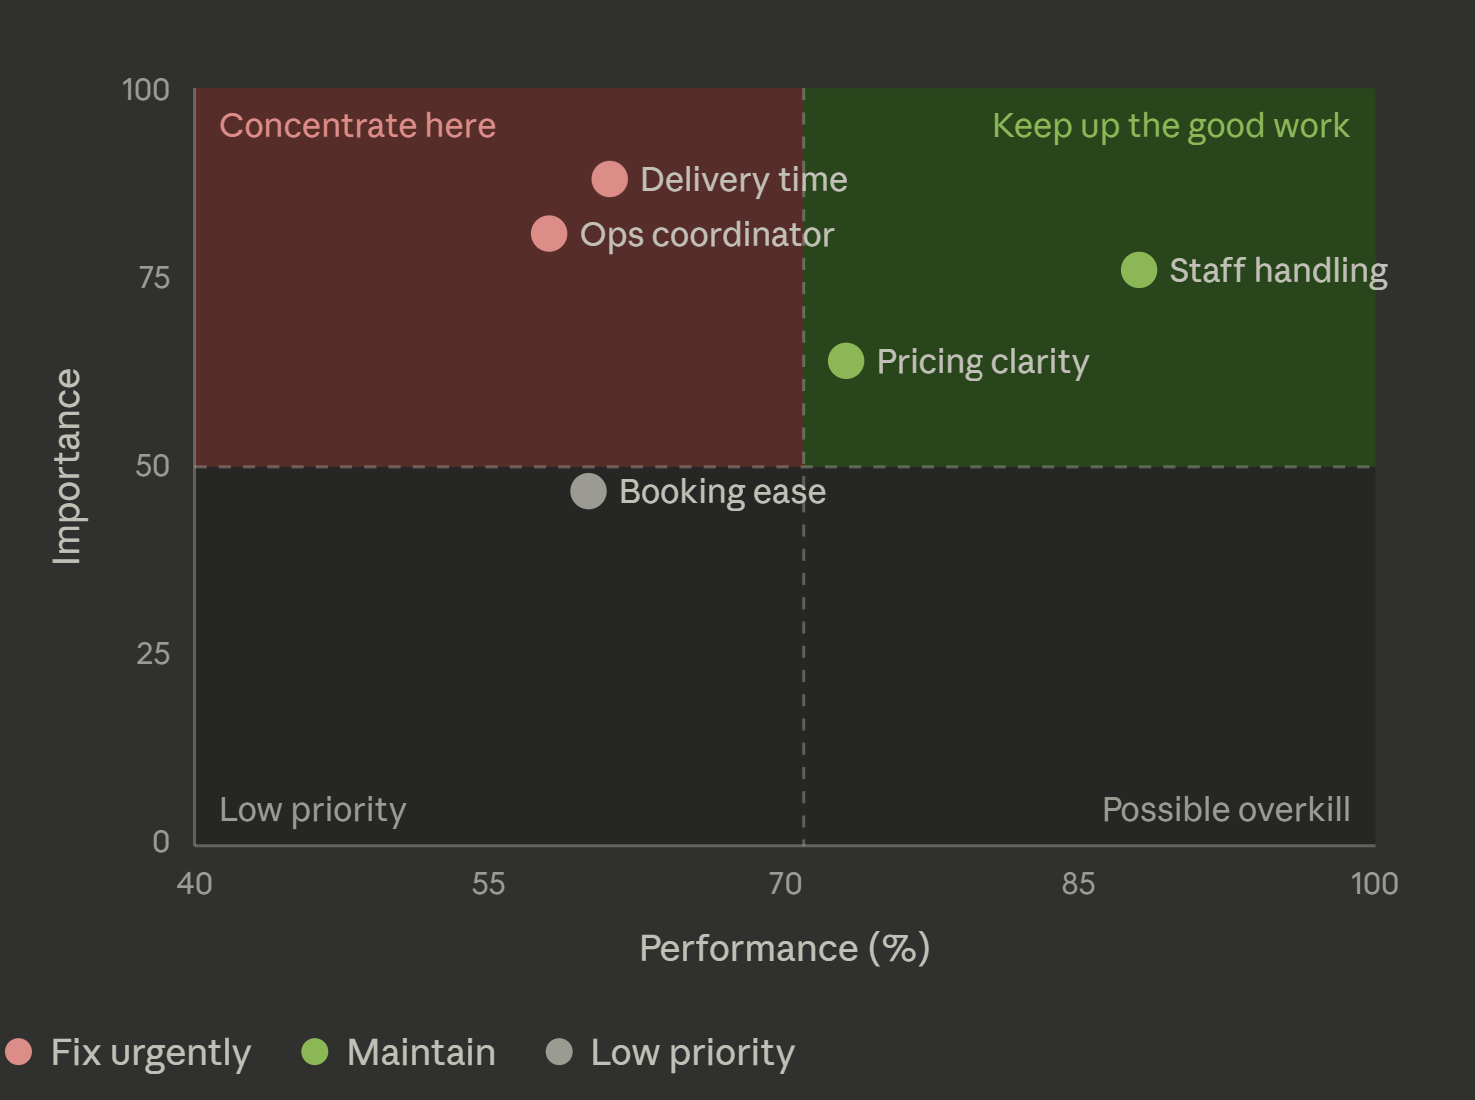 100
Concentrate here
Keep up the good work
Delivery time
Ops coordinator
75
Staff handling
Pricing clarity
Importance
50
Booking ease
25
Low priority
Possible overkill
0
40
55
70
85
100
Performance (%)
Fix urgently
Maintain
Low priority